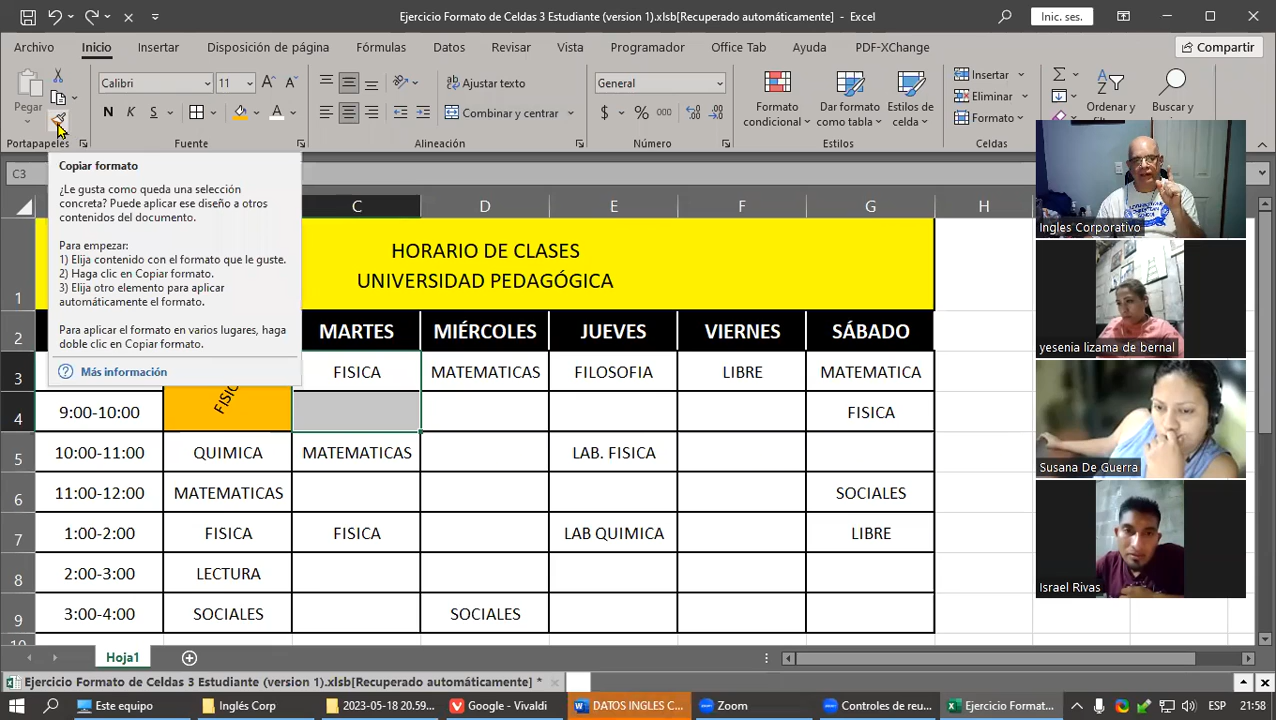 Ejercicio Formato de Celdas 3 Estudiante (version 1).xlsb[Recuperado automáticamente] - Excel
Inic. ses.
Archivo Inicio Insertar Disposición de página Fórmulas Datos Revisar Vista Programador Office Tab Ayuda PDF-XChange Compartir
Pegar
Portapapeles
Calibri 11
N K S
Fuente
Ajustar texto
Combinar y centrar
Alineación
General
$ % 000
Número
Formato condicional
Dar formato como tabla
Estilos de celda
Estilos
Insertar
Eliminar
Formato
Celdas
Ordenar y
Buscar y
C3
Copiar formato
¿Le gusta como queda una selección
concreta? Puede aplicar ese diseño a otros
contenidos del documento.
Para empezar:
1) Elija contenido con el formato que le guste.
2) Haga clic en Copiar formato.
3) Elija otro elemento para aplicar
automáticamente el formato.
Para aplicar el formato en varios lugares, haga
doble clic en Copiar formato.
Más información
C D E F G H
1 HORARIO DE CLASES
UNIVERSIDAD PEDAGÓGICA
2 MARTES MIÉRCOLES JUEVES VIERNES SÁBADO
3 FISICA MATEMATICAS FILOSOFIA LIBRE MATEMATICA
4 9:00-10:00 FISICA
5 10:00-11:00 QUIMICA MATEMATICAS LAB. FISICA
6 11:00-12:00 MATEMATICAS SOCIALES
7 1:00-2:00 FISICA FISICA LAB QUIMICA LIBRE
8 2:00-3:00 LECTURA
9 3:00-4:00 SOCIALES SOCIALES
Ingles Corporativo
yesenia lizama de bernal
Susana De Guerra
Israel Rivas
Hoja1
Ejercicio Formato de Celdas 3 Estudiante (version 1).xlsb[Recuperado automáticamente] *
Este equipo
Inglés Corp
2023-05-18 20.59...
Google - Vivaldi
DATOS INGLES C...
Zoom
Controles de reu...
Ejercicio Format...
ESP 21:58